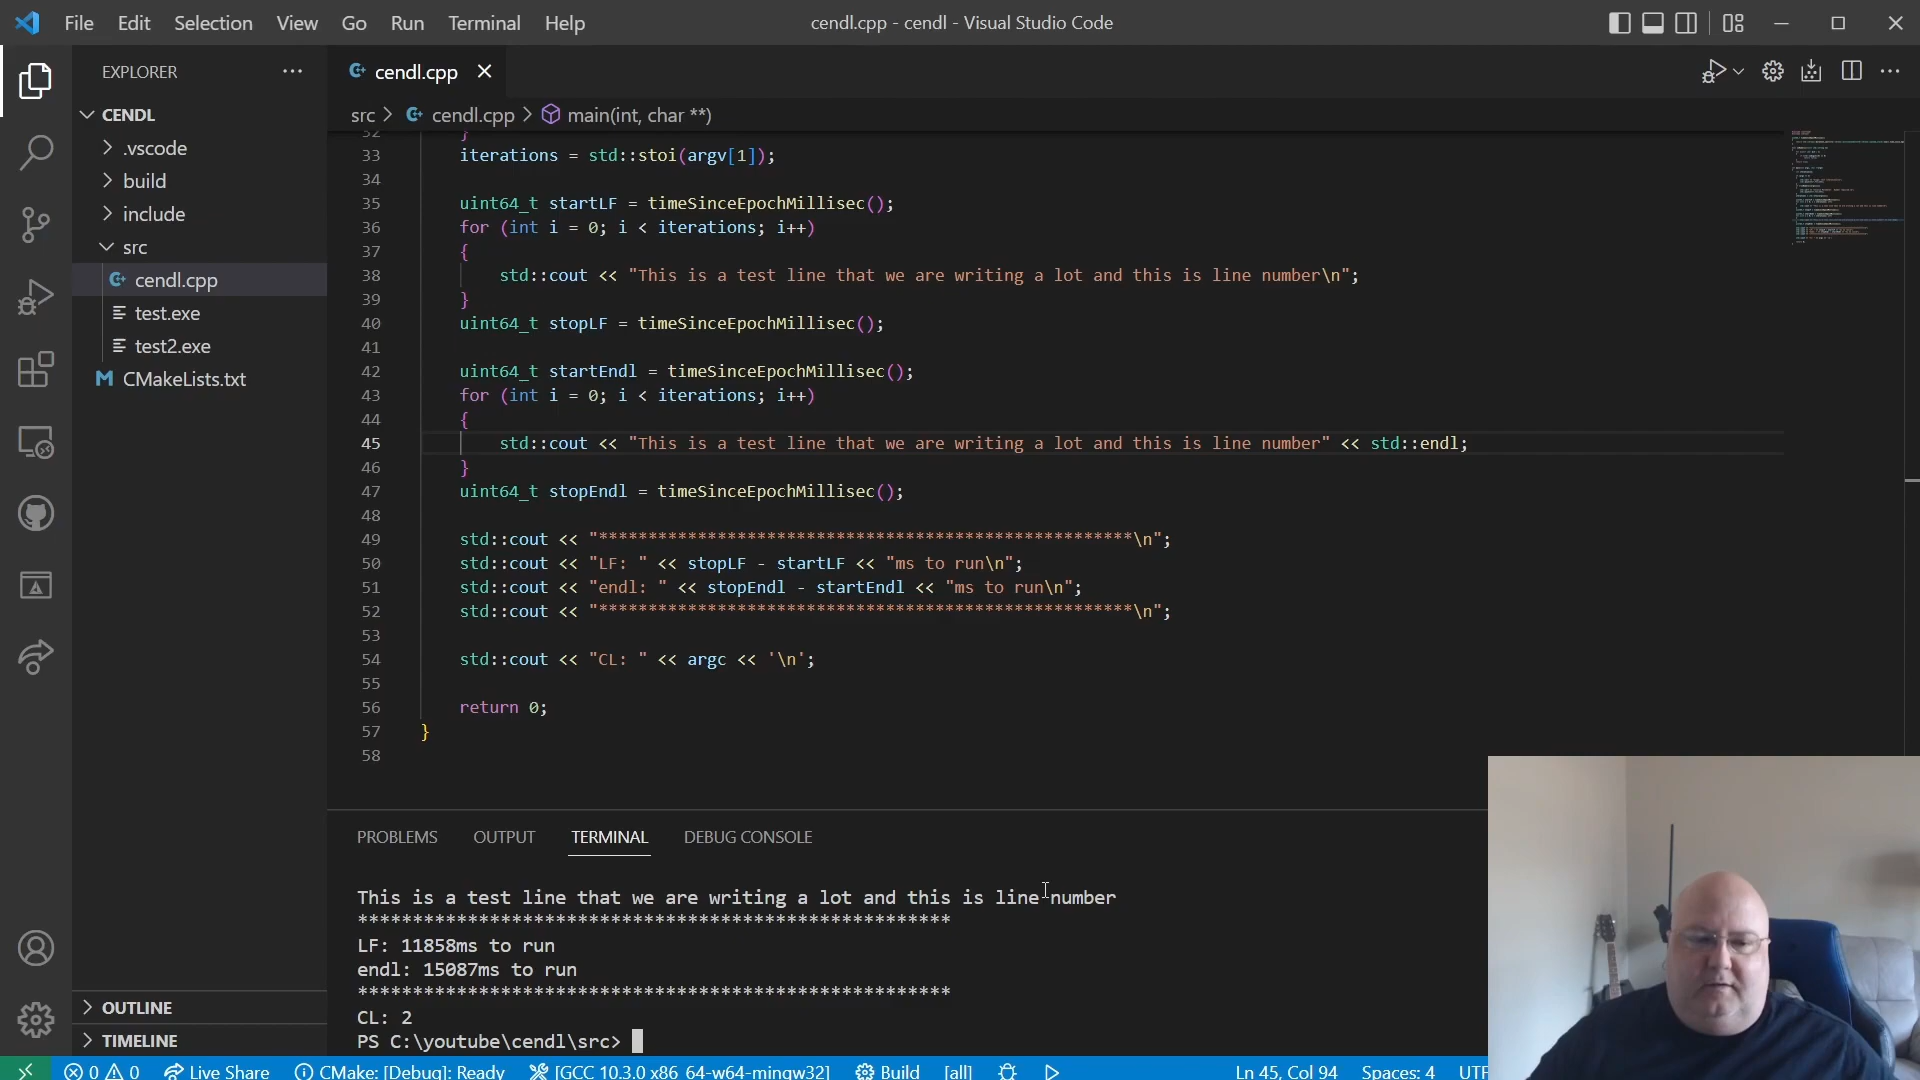 File Edit Selection View Go Run Terminal Help
cendl.cpp - cendl - Visual Studio Code
EXPLORER
CENDL
.vscode
build
include
src
cendl.cpp
test.exe
test2.exe
CMakeLists.txt
OUTLINE
TIMELINE
cendl.cpp
src > cendl.cpp > main(int, char **)
32 }
33 iterations = std::stoi(argv[1]);
34
35 uint64_t startLF = timeSinceEpochMillisec();
36 for (int i = 0; i < iterations; i++)
37 {
38 std::cout << "This is a test line that we are writing a lot and this is line number\n";
39 }
40 uint64_t stopLF = timeSinceEpochMillisec();
41
42 uint64_t startEndl = timeSinceEpochMillisec();
43 for (int i = 0; i < iterations; i++)
44 {
45 std::cout << "This is a test line that we are writing a lot and this is line number" << std::endl;
46 }
47 uint64_t stopEndl = timeSinceEpochMillisec();
48
49 std::cout << "******************************************************\n";
50 std::cout << "LF: " << stopLF - startLF << "ms to run\n";
51 std::cout << "endl: " << stopEndl - startEndl << "ms to run\n";
52 std::cout << "******************************************************\n";
53
54 std::cout << "CL: " << argc << '\n';
55
56 return 0;
57 }
58
PROBLEMS OUTPUT TERMINAL DEBUG CONSOLE
This is a test line that we are writing a lot and this is line number
******************************************************
LF: 11858ms to run
endl: 15087ms to run
******************************************************
CL: 2
PS C:\youtube\cendl\src>
0 0 Live Share CMake: [Debug]: Ready [GCC 10.3.0 x86_64-w64-mingw32] Build [all] Ln 45, Col 94 Spaces: 4 UTF